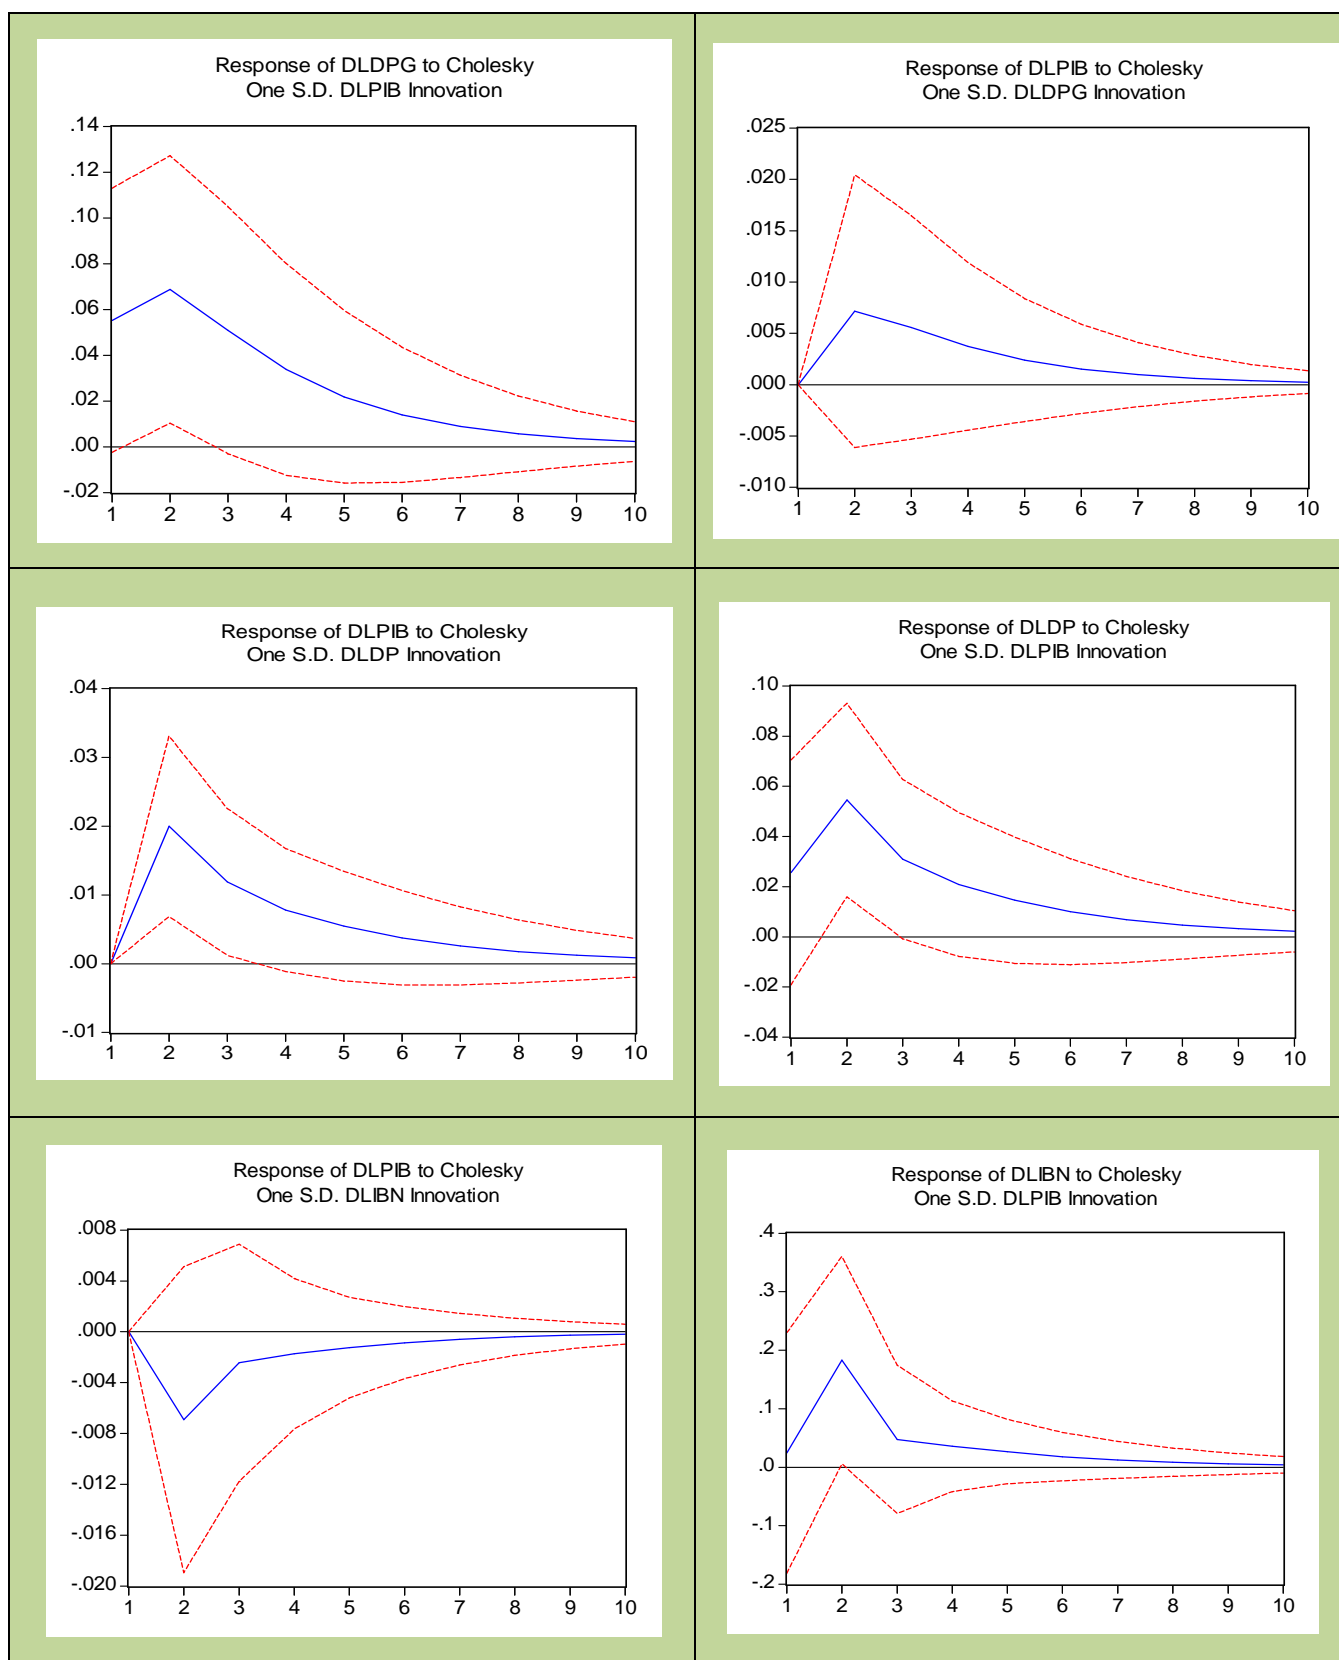 Response of DLDPG to Cholesky
One S.D. DLPIB Innovation
.14
.12
.10
.08
.06
.04
.02
.00
-.02
1 2 3 4 5 6 7 8 9 10
Response of DLPIB to Cholesky
One S.D. DLDPG Innovation
.025
.020
.015
.010
.005
.000
-.005
-.010
1 2 3 4 5 6 7 8 9 10
Response of DLPIB to Cholesky
One S.D. DLDP Innovation
.04
.03
.02
.01
.00
-.01
1 2 3 4 5 6 7 8 9 10
Response of DLDP to Cholesky
One S.D. DLPIB Innovation
.10
.08
.06
.04
.02
.00
-.02
-.04
1 2 3 4 5 6 7 8 9 10
Response of DLPIB to Cholesky
One S.D. DLIBN Innovation
.008
.004
.000
-.004
-.008
-.012
-.016
-.020
1 2 3 4 5 6 7 8 9 10
Response of DLIBN to Cholesky
One S.D. DLPIB Innovation
.4
.3
.2
.1
.0
-.1
-.2
1 2 3 4 5 6 7 8 9 10